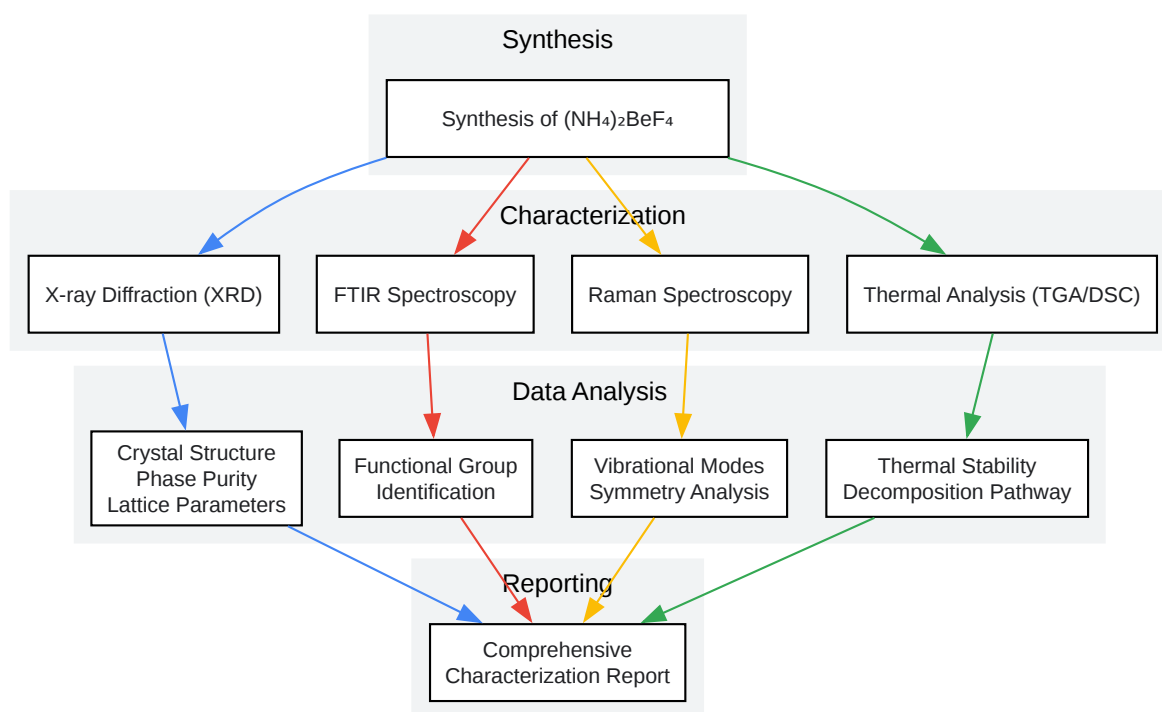 Synthesis
Synthesis of (NH₄)₂BeF₄
Characterization
X-ray Diffraction (XRD)
FTIR Spectroscopy
Raman Spectroscopy
Thermal Analysis (TGA/DSC)
Data Analysis
Crystal Structure
Phase Purity
Lattice Parameters
Functional Group
Identification
Vibrational Modes
Symmetry Analysis
Thermal Stability
Decomposition Pathway
Reporting
Comprehensive
Characterization Report